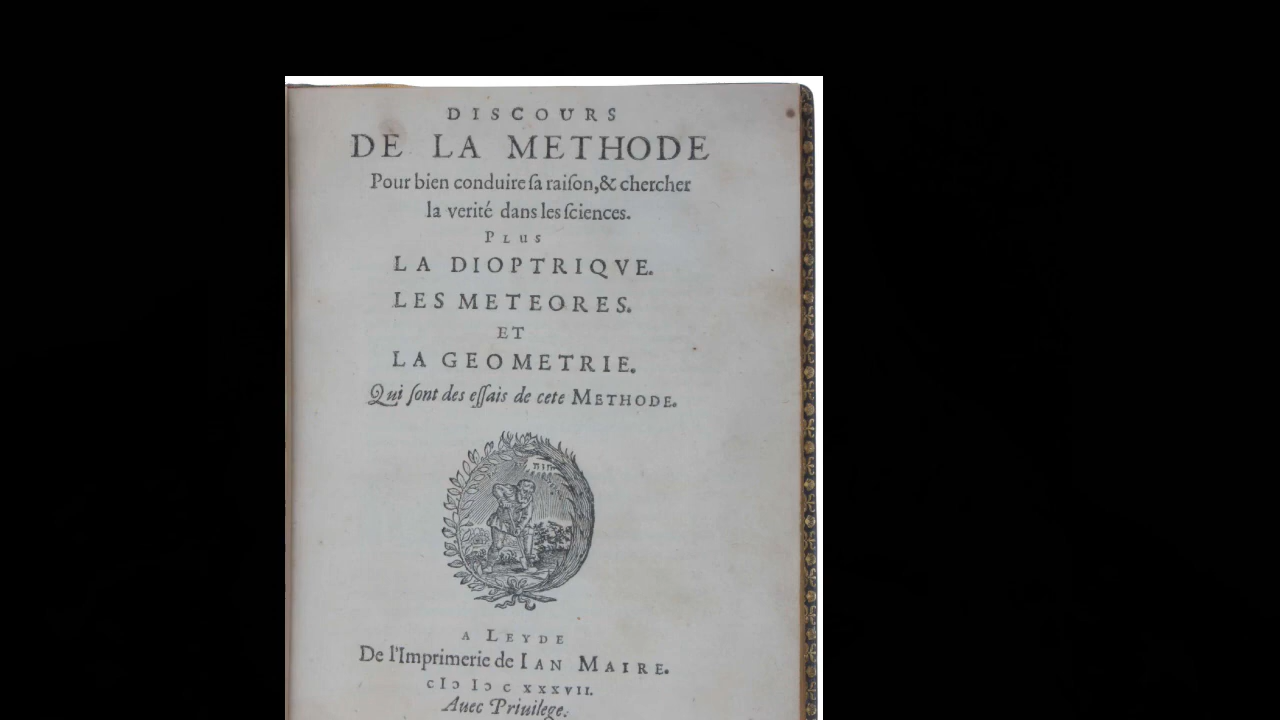 DISCOURS
DE LA METHODE
Pour bien conduire ſa raiſon,& chercher
la verité dans les ſciences.
PLUS
LA DIOPTRIQVE.
LES METEORES.
ET
LA GEOMETRIE.
Qui ſont des eſſais de cete METHODE.
A LEYDE
De l'Imprimerie de IAN MAIRE.
cIↄ Iↄ c xxxvii.
Auec Priuilege.